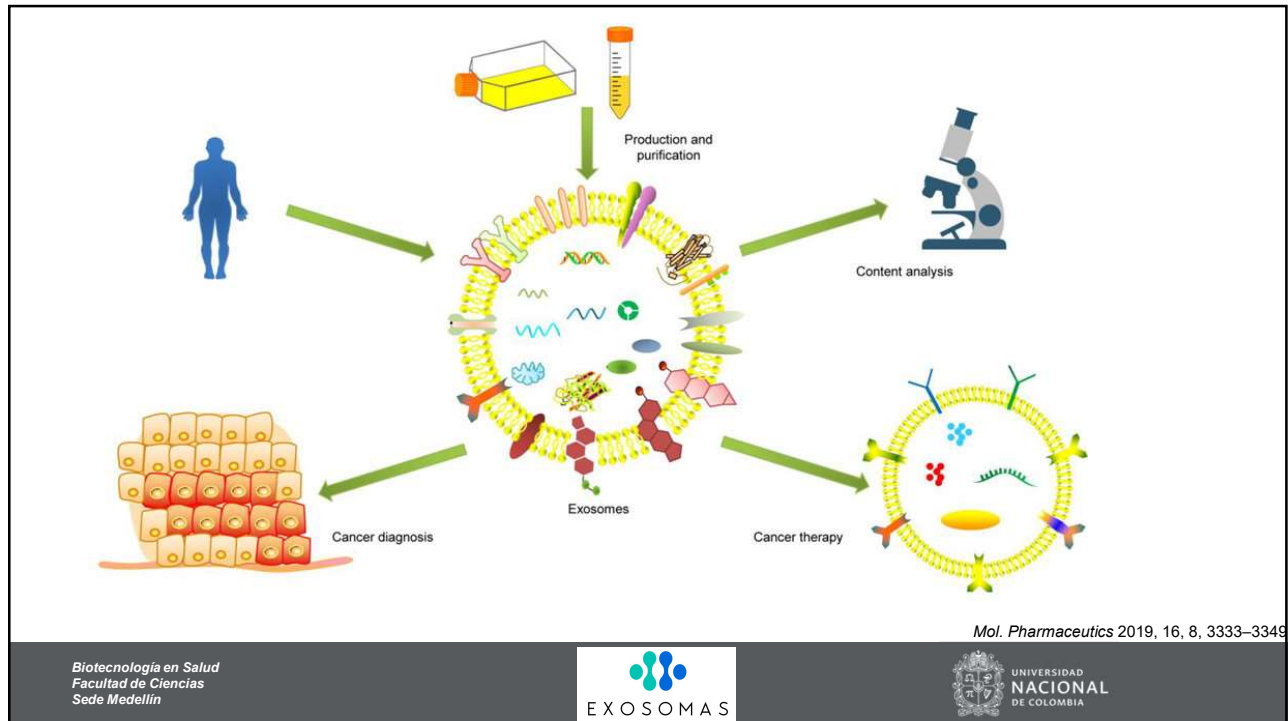 Production and
purification
Content analysis
Exosomes
Cancer diagnosis
Cancer therapy
Mol. Pharmaceutics 2019, 16, 8, 3333–3349
Biotecnología en Salud
Facultad de Ciencias
Sede Medellín
EXOSOMAS
UNIVERSIDAD
NACIONAL
DE COLOMBIA